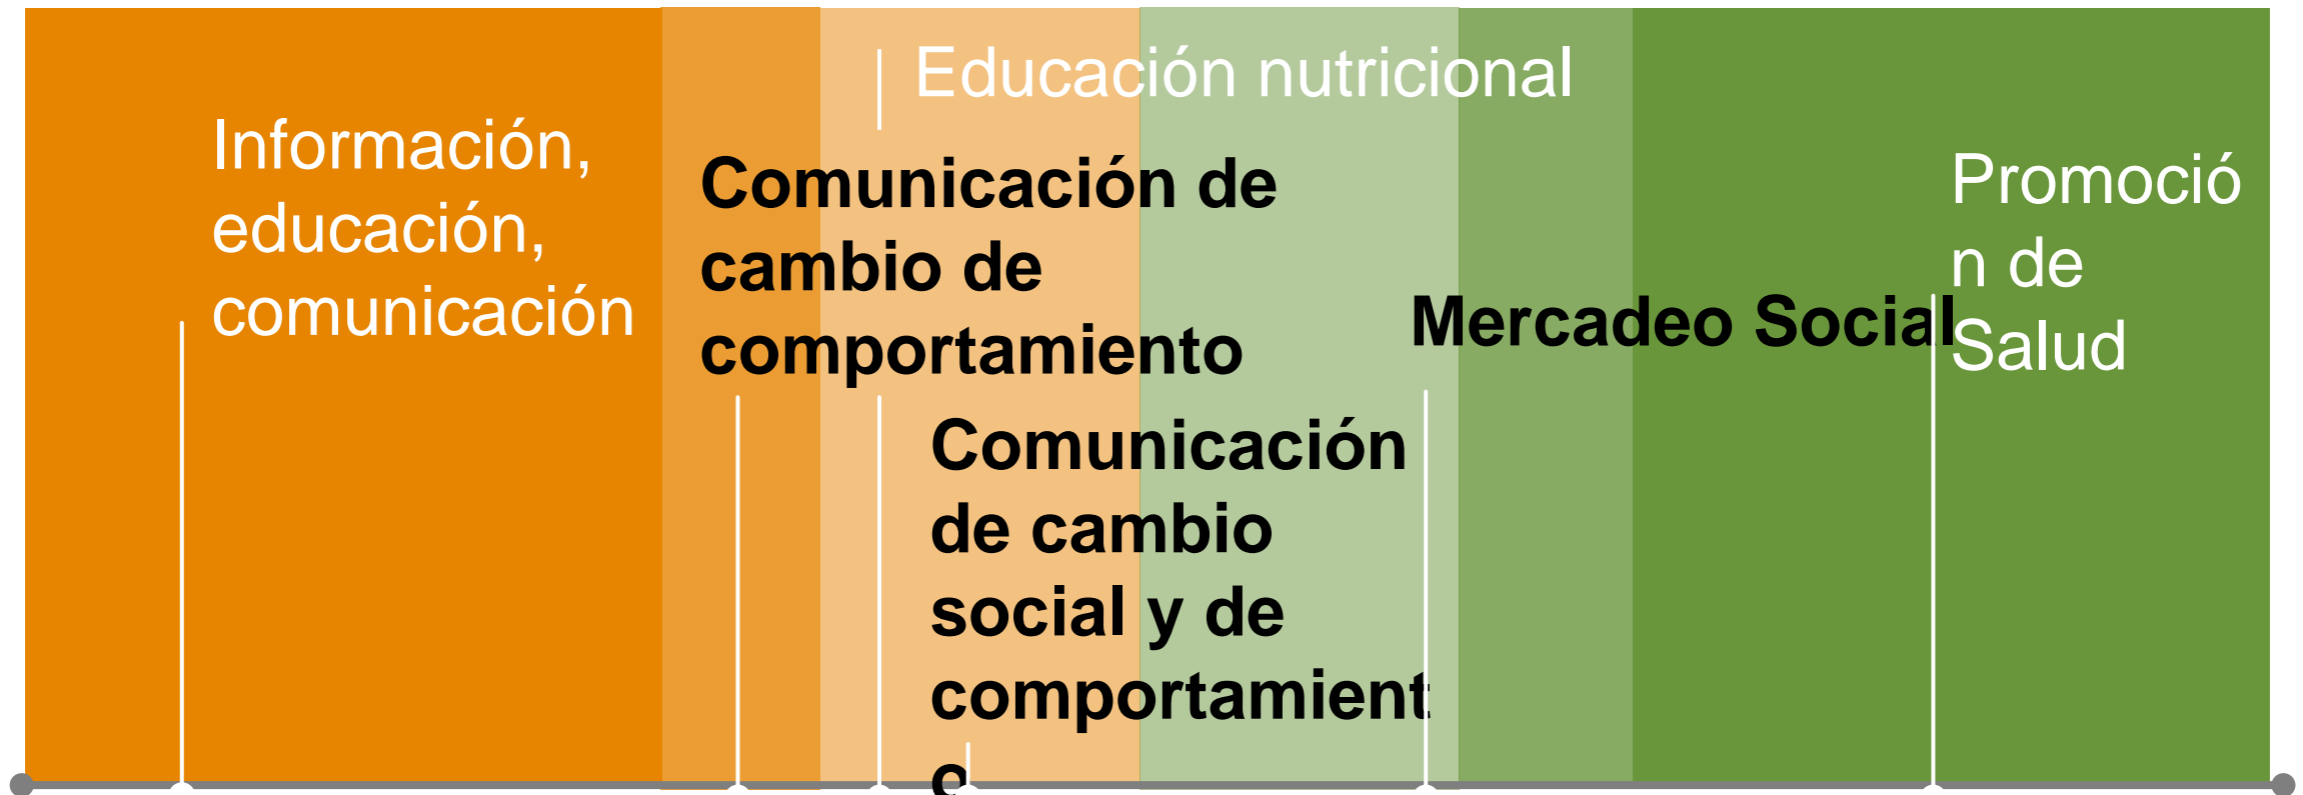 Información,
educación,
comunicación
Educación nutricional
Comunicación de
cambio de
comportamiento
Comunicación
de cambio
social y de
comportamient
o
Mercadeo Social
Promoció
n de
Salud